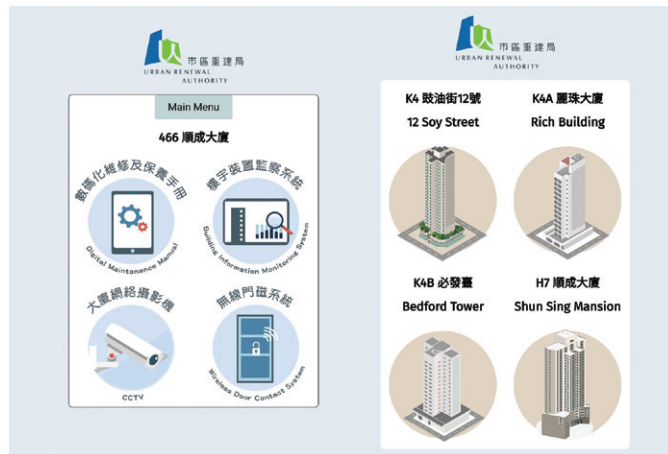 市區重建局
URBAN RENEWAL
AUTHORITY
Main Menu
466 順成大廈
數碼化維修及保養手冊
Digital Maintenance Manual
樓宇裝置監察系統
Building Information Monitoring System
大廈網絡攝影機
CCTV
無線門磁系統
Wireless Door Contact System
市區重建局
URBAN RENEWAL
AUTHORITY
K4 豉油街12號
12 Soy Street
K4A 麗珠大廈
Rich Building
K4B 必發臺
Bedford Tower
H7 順成大廈
Shun Sing Mansion